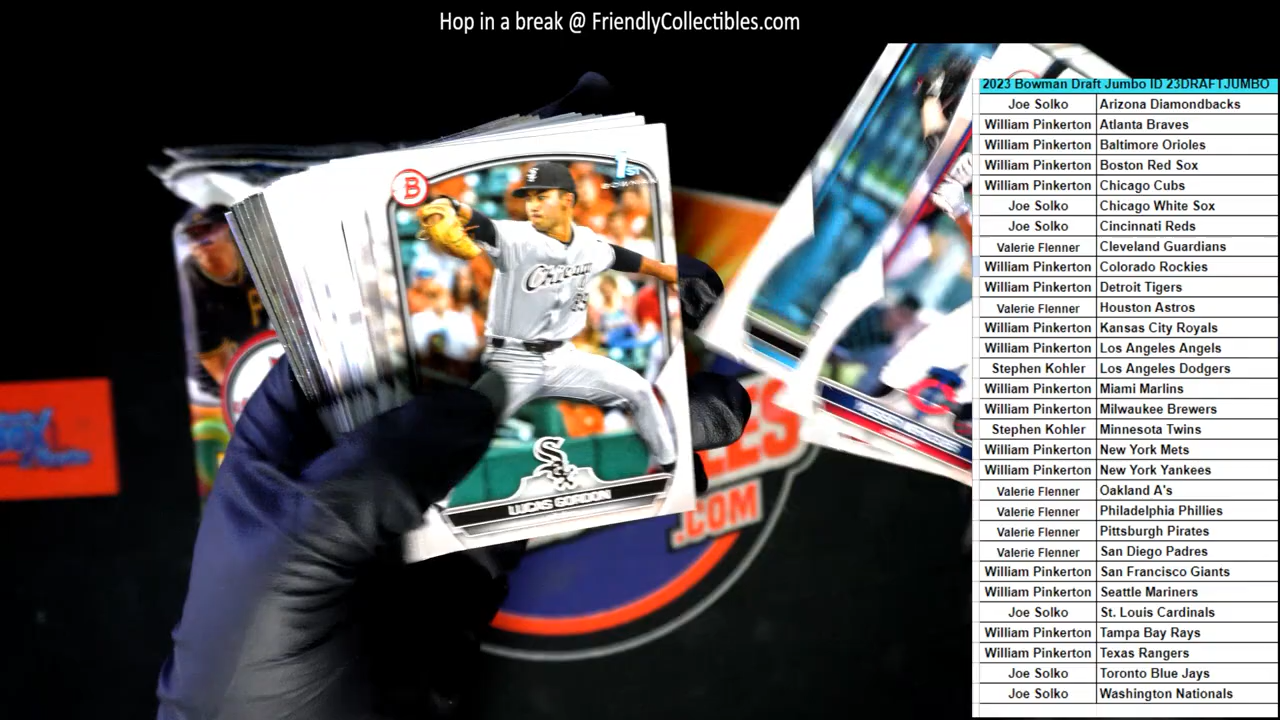 Hop in a break @ FriendlyCollectibles.com
B
1ST
BOWMAN
Chicago
LUCAS GORDON
LES
.COM
2023 Bowman Draft Jumbo ID 23DRAFTJUMBO
Joe Solko Arizona Diamondbacks
William Pinkerton Atlanta Braves
William Pinkerton Baltimore Orioles
William Pinkerton Boston Red Sox
William Pinkerton Chicago Cubs
Joe Solko Chicago White Sox
Joe Solko Cincinnati Reds
Valerie Flenner Cleveland Guardians
William Pinkerton Colorado Rockies
William Pinkerton Detroit Tigers
Valerie Flenner Houston Astros
William Pinkerton Kansas City Royals
William Pinkerton Los Angeles Angels
Stephen Kohler Los Angeles Dodgers
William Pinkerton Miami Marlins
William Pinkerton Milwaukee Brewers
Stephen Kohler Minnesota Twins
William Pinkerton New York Mets
William Pinkerton New York Yankees
Valerie Flenner Oakland A's
Valerie Flenner Philadelphia Phillies
Valerie Flenner Pittsburgh Pirates
Valerie Flenner San Diego Padres
William Pinkerton San Francisco Giants
William Pinkerton Seattle Mariners
Joe Solko St. Louis Cardinals
William Pinkerton Tampa Bay Rays
William Pinkerton Texas Rangers
Joe Solko Toronto Blue Jays
Joe Solko Washington Nationals